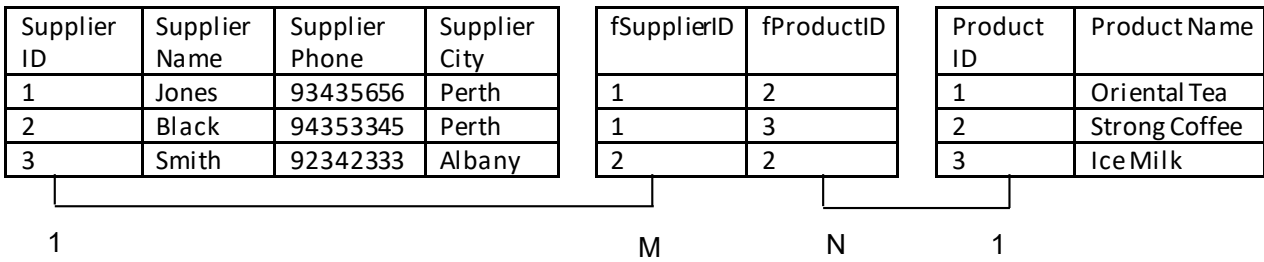 Supplier ID Supplier Name Supplier Phone Supplier City
1 Jones 93435656 Perth
2 Black 94353345 Perth
3 Smith 92342333 Albany
fSupplierID fProductID
1 2
1 3
2 2
Product ID Product Name
1 Oriental Tea
2 Strong Coffee
3 Ice Milk
1 M N 1